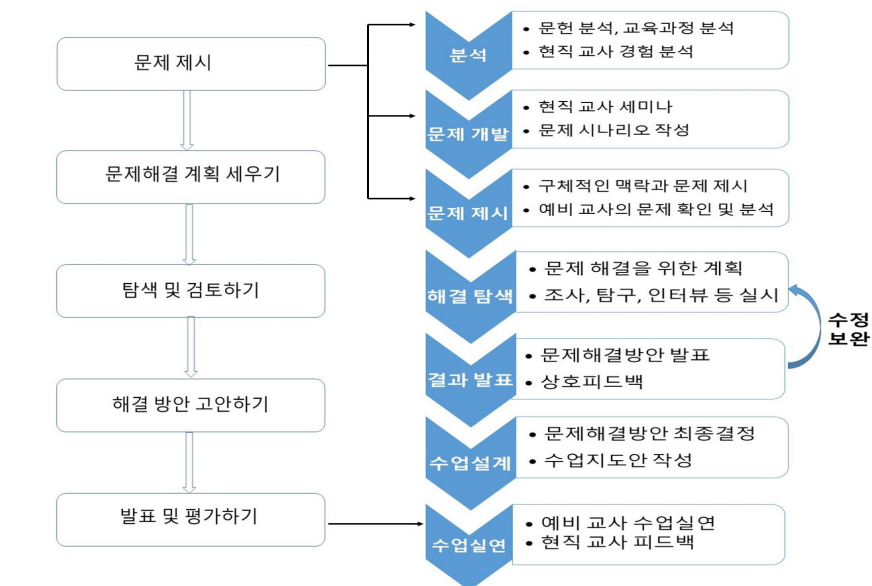 문제 제시
문제해결 계획 세우기
탐색 및 검토하기
해결 방안 고안하기
발표 및 평가하기
분석
• 문헌 분석, 교육과정 분석
• 현직 교사 경험 분석
문제 개발
• 현직 교사 세미나
• 문제 시나리오 작성
문제 제시
• 구체적인 맥락과 문제 제시
• 예비 교사의 문제 확인 및 분석
해결 탐색
• 문제 해결을 위한 계획
• 조사, 탐구, 인터뷰 등 실시
결과 발표
• 문제해결방안 발표
• 상호피드백
수정
보완
수업설계
• 문제해결방안 최종결정
• 수업지도안 작성
수업실연
• 예비 교사 수업실연
• 현직 교사 피드백